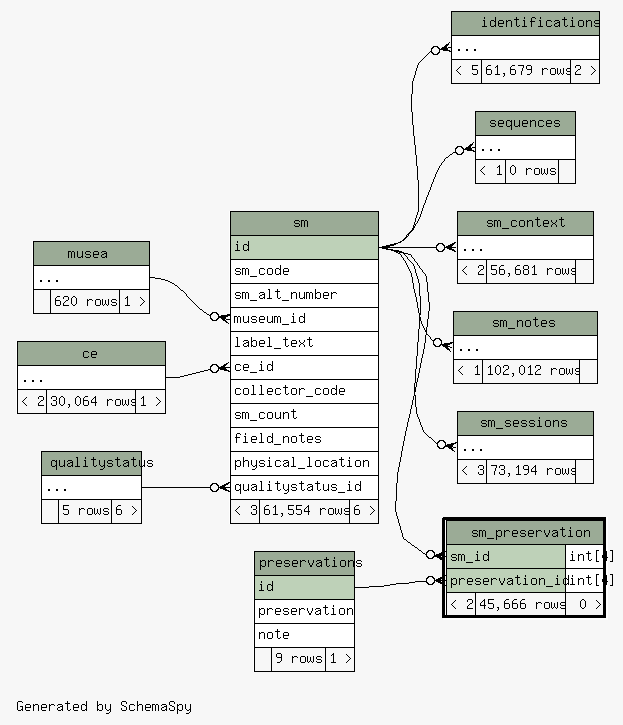 identifications
...
< 5 61,679 rows 2 >
sequences
...
< 1 0 rows
sm
id
sm_code
sm_alt_number
museum_id
label_text
ce_id
collector_code
sm_count
field_notes
physical_location
qualitystatus_id
< 3 61,554 rows 6 >
musea
...
620 rows 1 >
ce
...
< 2 30,064 rows 1 >
qualitystatus
...
5 rows 6 >
sm_context
...
< 2 56,681 rows
sm_notes
...
< 1 102,012 rows
sm_sessions
...
< 3 73,194 rows
sm_preservation
sm_id int[4]
preservation_id int[4]
< 2 45,666 rows 0 >
preservations
id
preservation
note
9 rows 1 >
Generated by SchemaSpy